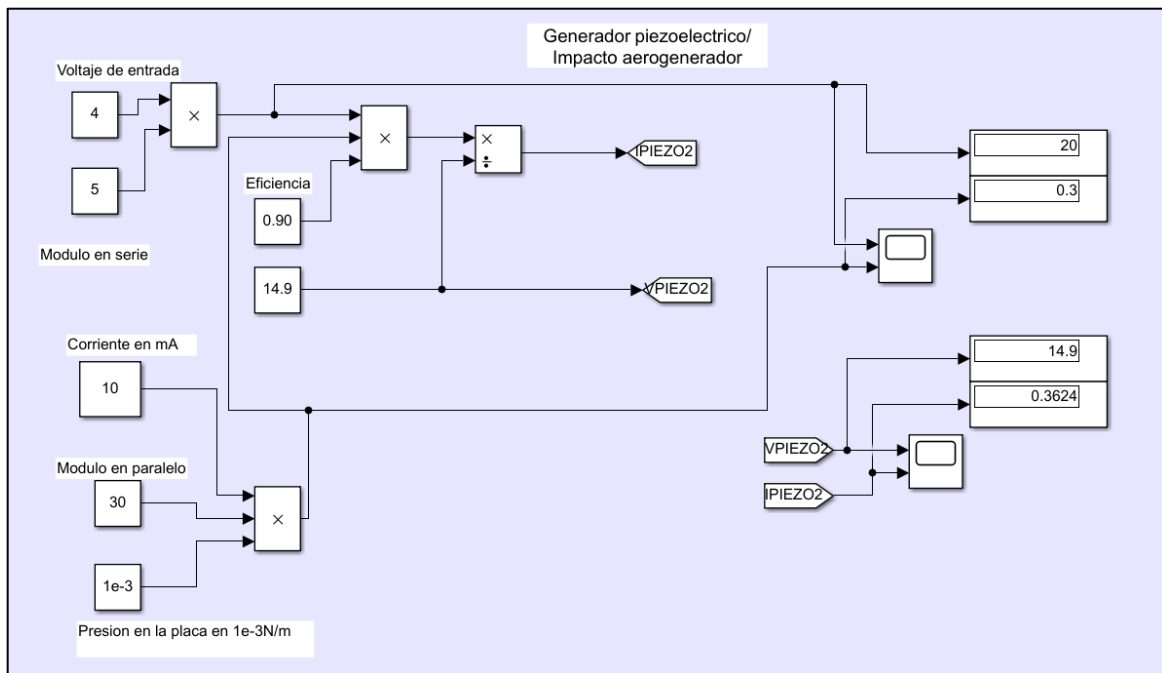 Generador piezoelectrico/
Impacto aerogenerador
Voltaje de entrada
4
×
5
×
×
÷
IPIEZO2
20
0.3
Eficiencia
0.90
Modulo en serie
14.9
VPIEZO2
Corriente en mA
10
14.9
0.3624
Modulo en paralelo
30
×
VPIEZO2
IPIEZO2
1e-3
Presion en la placa en 1e-3N/m